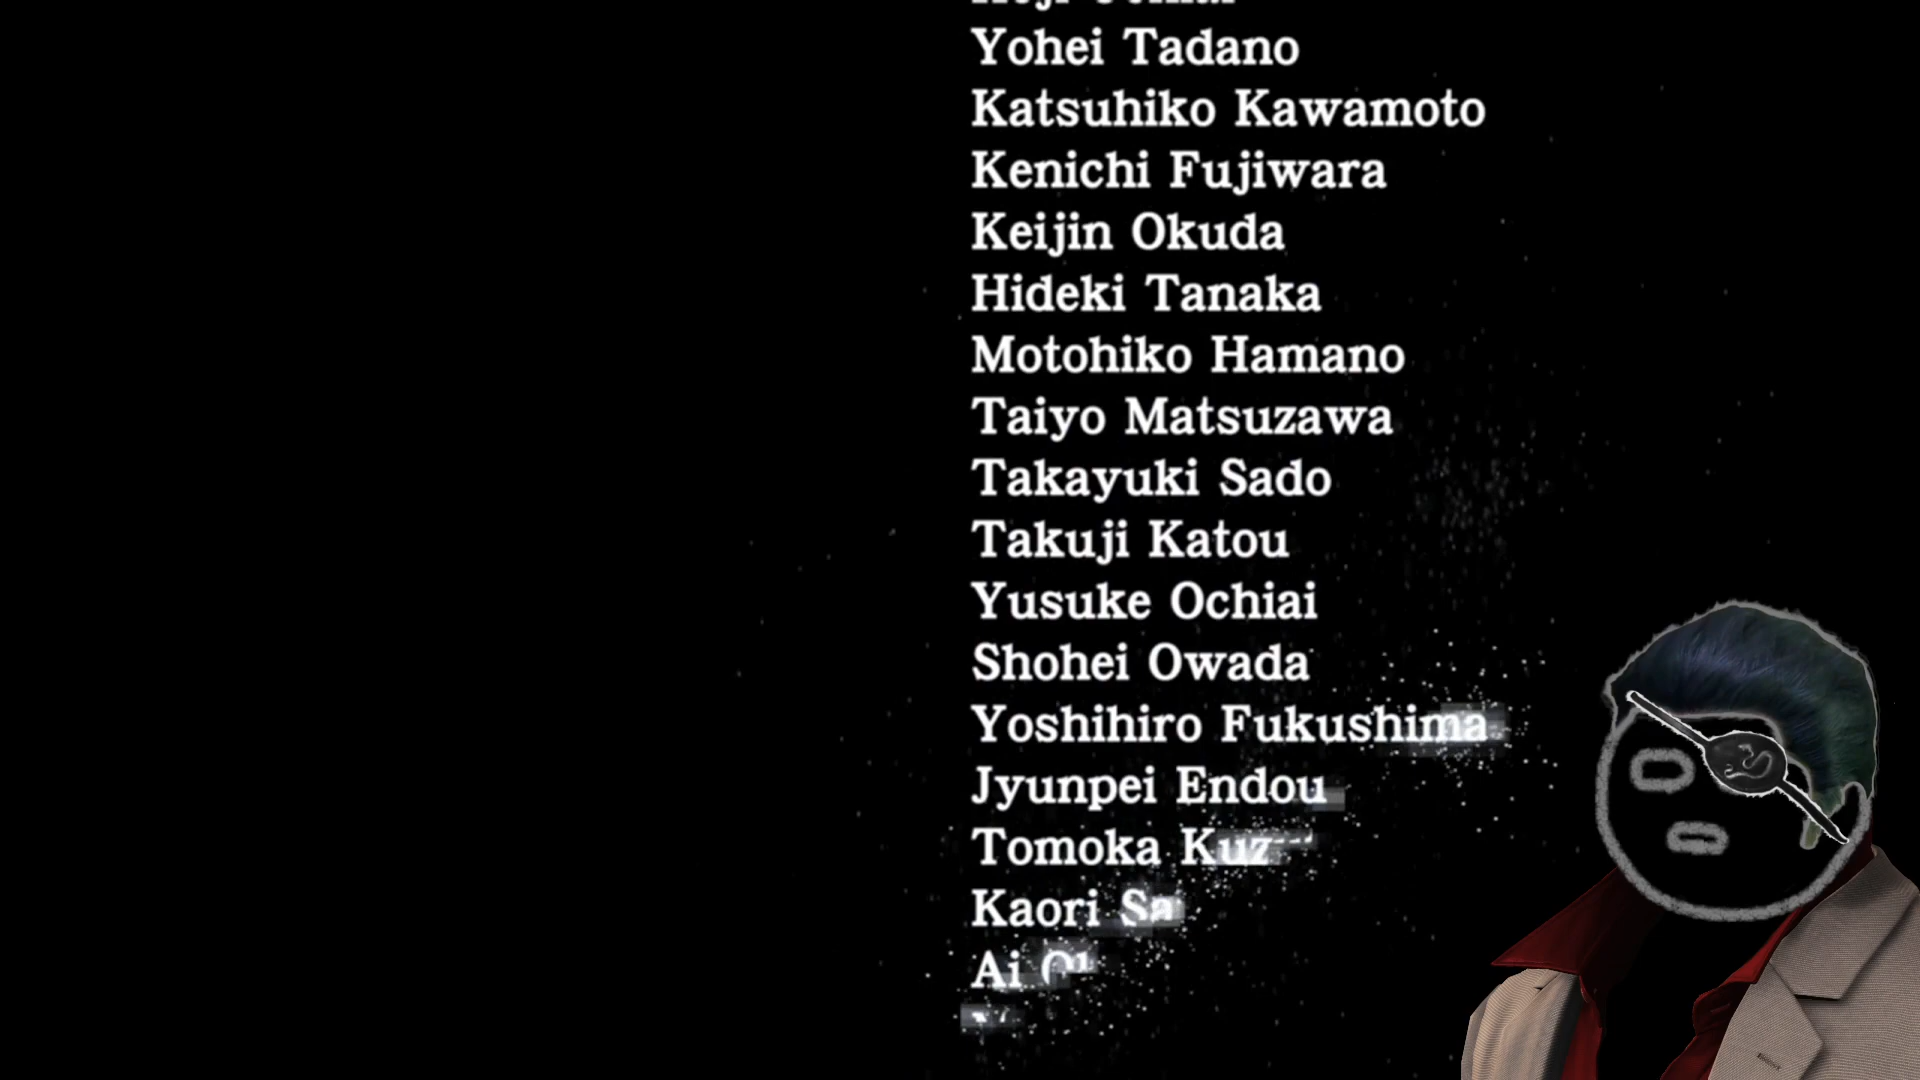 Yohei Tadano
Katsuhiko Kawamoto
Kenichi Fujiwara
Keijin Okuda
Hideki Tanaka
Motohiko Hamano
Taiyo Matsuzawa
Takayuki Sado
Takuji Katou
Yusuke Ochiai
Shohei Owada
Yoshihiro Fukushima
Jyunpei Endou
Tomoka
Kaori
Ai